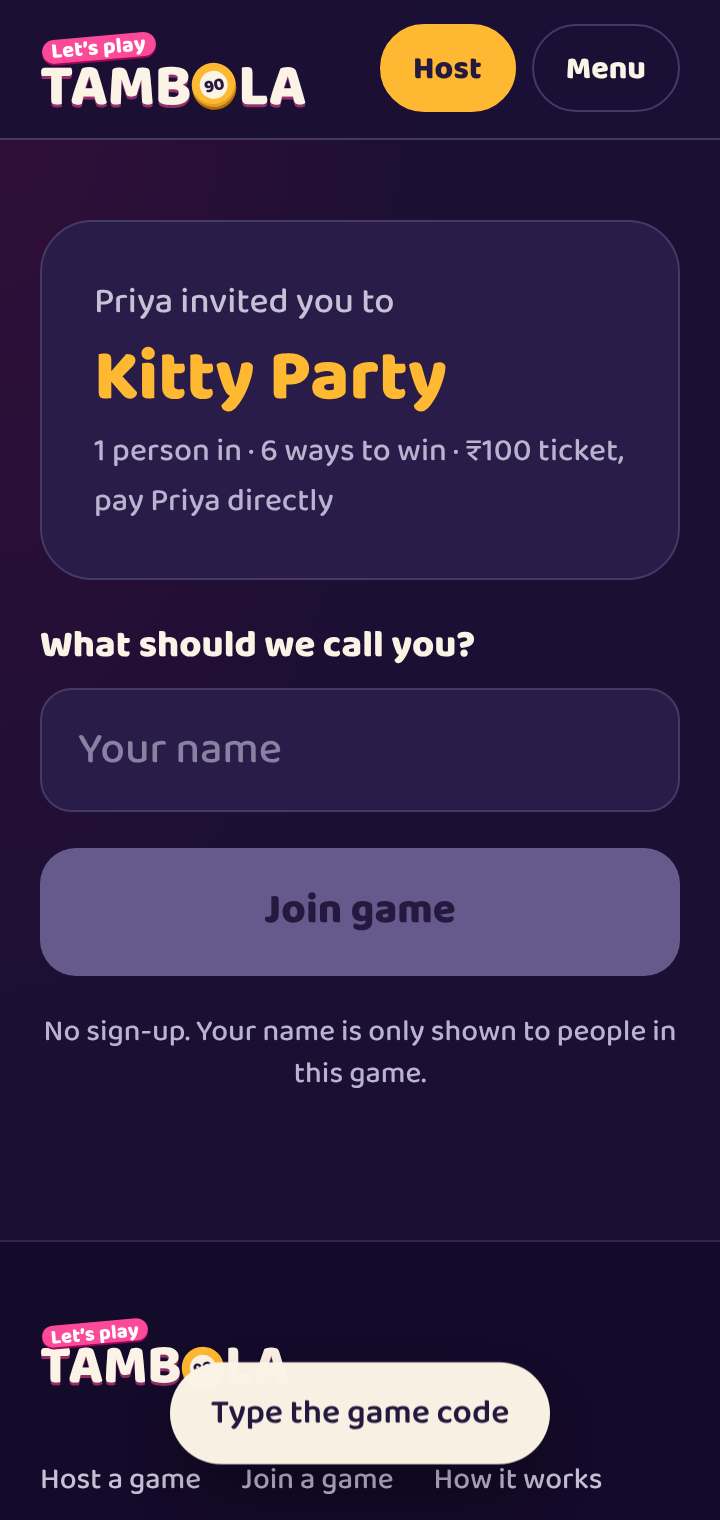 Let's play
TAMBOLA
90
Host
Menu
Priya invited you to
Kitty Party
1 person in · 6 ways to win · ₹100 ticket,
pay Priya directly
What should we call you?
Your name
Join game
No sign-up. Your name is only shown to people in
this game.
Let's play
TAMBOLA
Type the game code
Host a game
Join a game
How it works